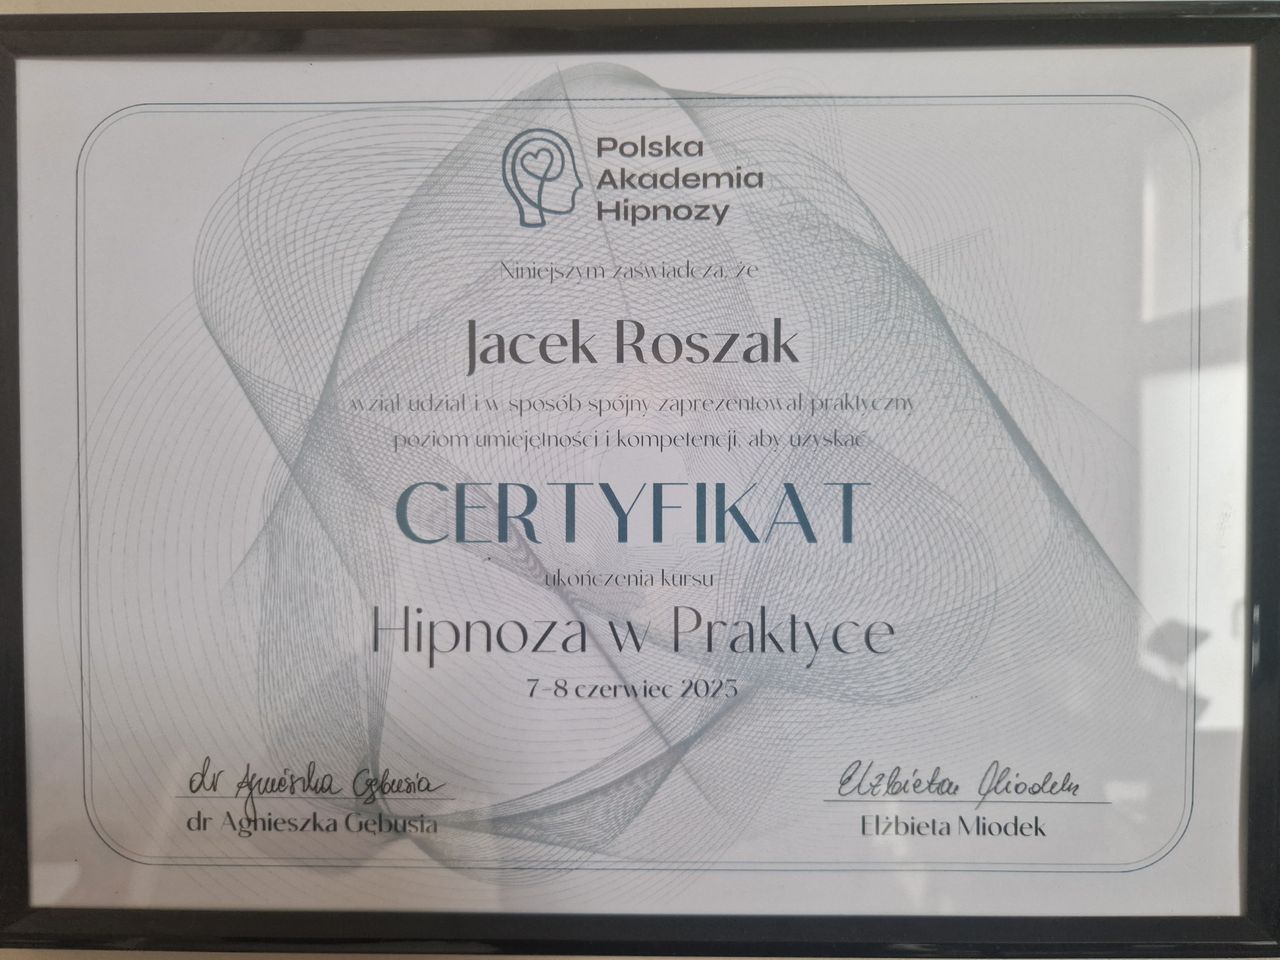 Polska
Akademia
Hipnozy
Niniejszym zaświadcza, że
Jacek Roszak
wziął udział i w sposób spójny zaprezentował praktyczny
poziom umiejętności i kompetencji, aby uzyskać
CERTYFIKAT
ukończenia kursu
Hipnoza w Praktyce
7-8 czerwiec 2025
dr Agnieszka Gębusia
Elżbieta Miodek
dr Agnieszka Gębusia
Elżbieta Miodek